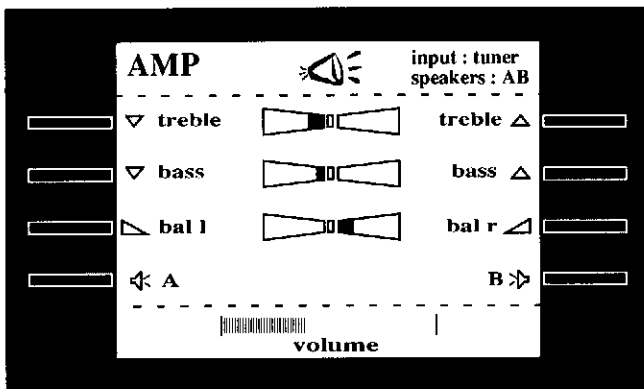 AMP
input : tuner
speakers : AB
treble treble
bass bass
bal l bal r
A B
volume